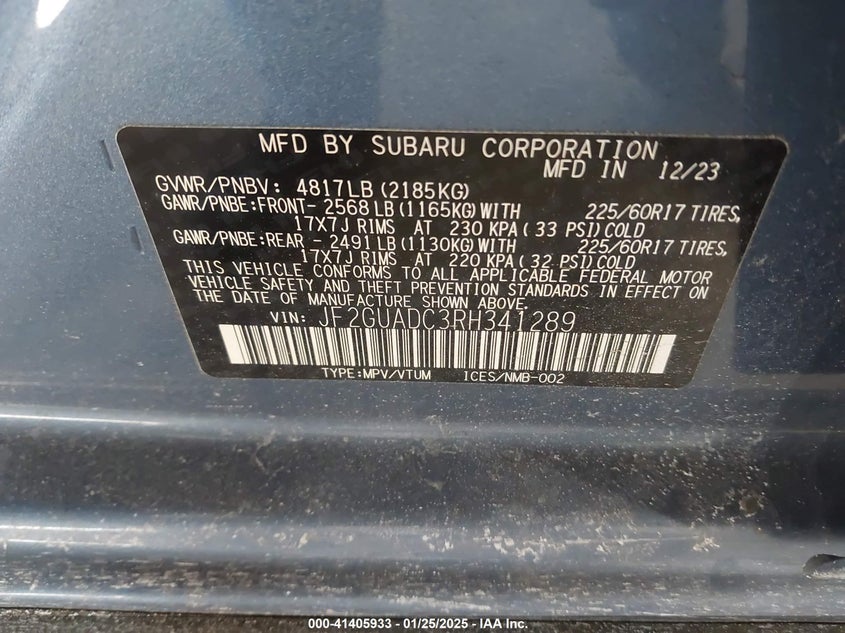 MFD BY SUBARU CORPORATION
MFD IN 12/23
GVWR/PNBV: 4817LB(2185KG)
GAWR/PNBE:FRONT- 2568LB(1165KG)WITH 225/60R17 TIRES,
17X7J RIMS AT 230 KPA( 33 PSI)COLD
GAWR/PNBE:REAR - 2491LB(1130KG)WITH 225/60R17 TIRES,
17X7J RIMS AT 220 KPA( 32 PSI)COLD
THIS VEHICLE CONFORMS TO ALL APPLICABLE FEDERAL MOTOR
VEHICLE SAFETY AND THEFT PREVENTION STANDARDS IN EFFECT ON
THE DATE OF MANUFACTURE SHOWN ABOVE.
VIN: JF2GUADC3RH341289
TYPE:MPV/VTUM ICES/NMB-002
000-41405933 - 01/25/2025 - IAA Inc.